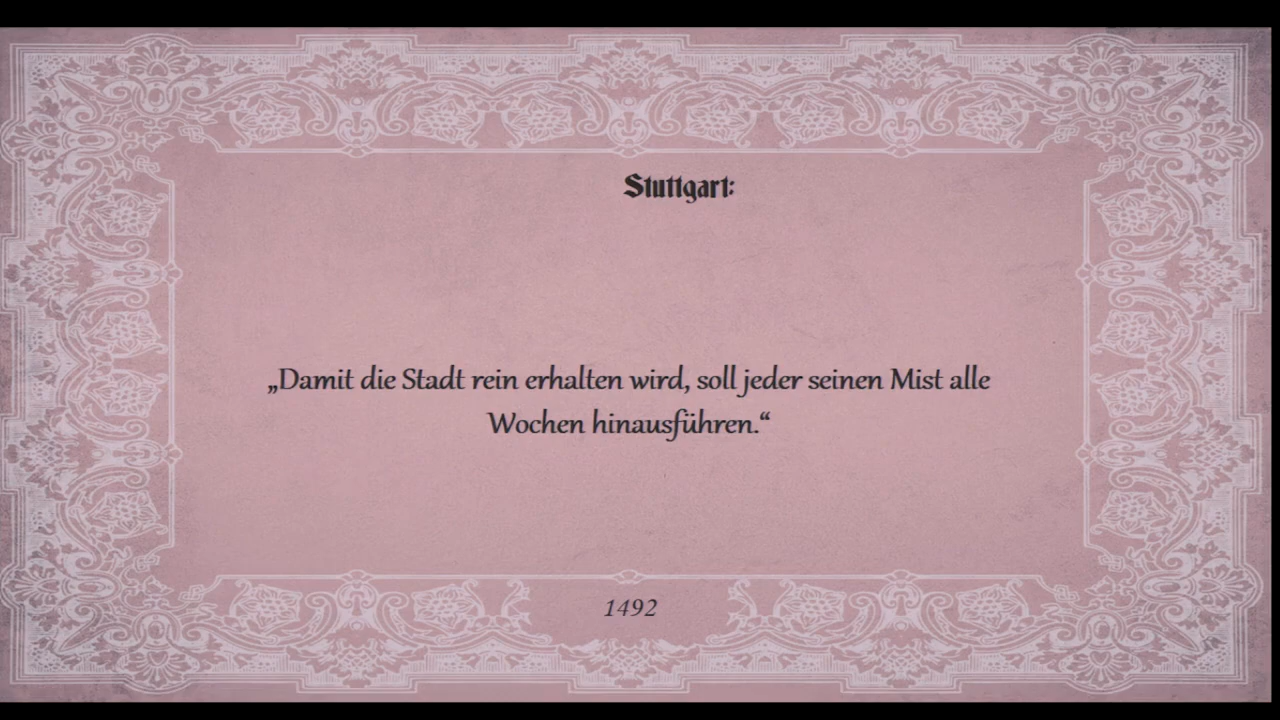 Stuttgart:
„Damit die Stadt rein erhalten wird, soll jeder seinen Mist alle
Wochen hinausführen.“
1492